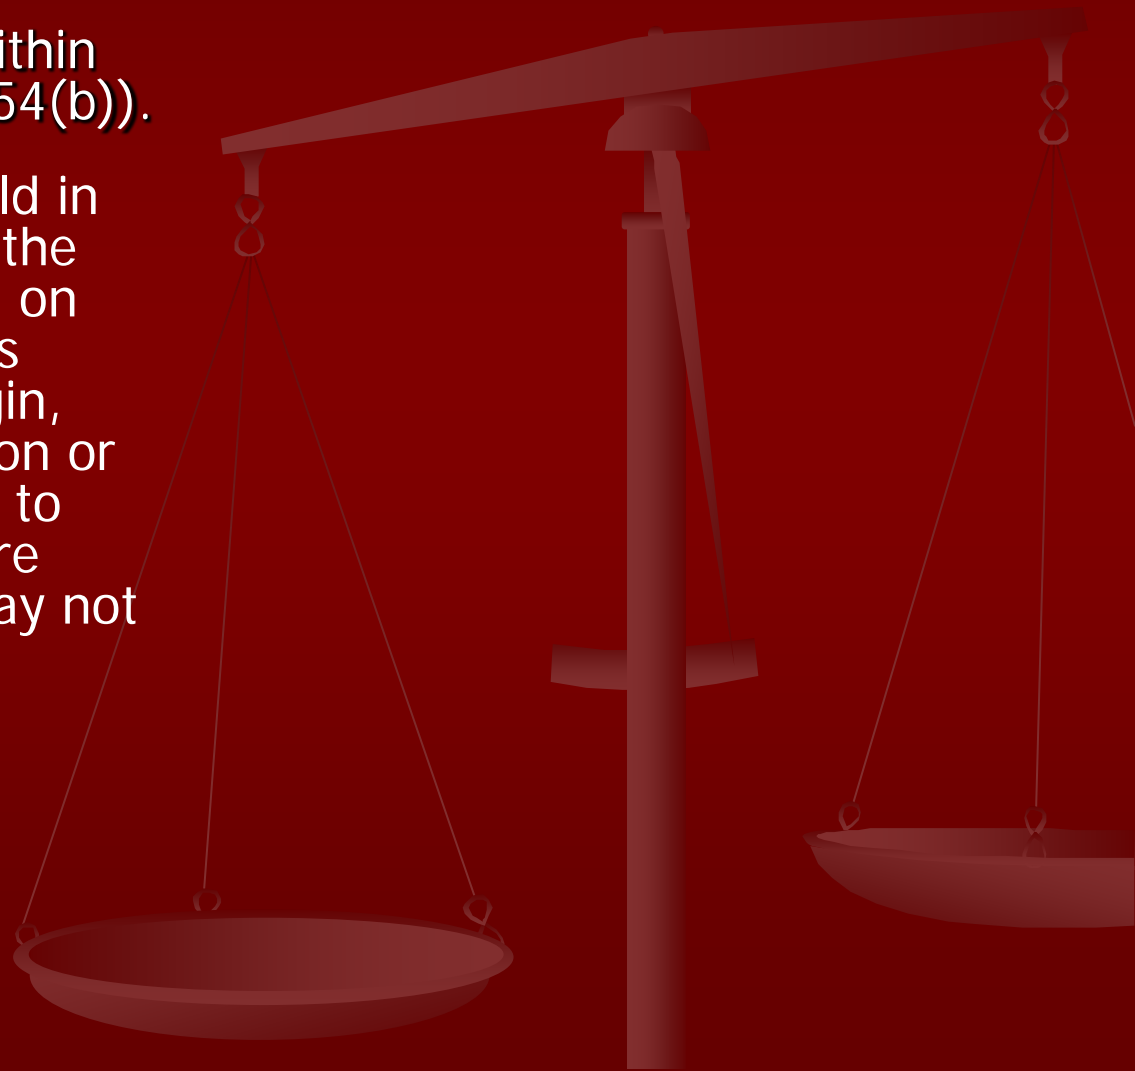 ithin
54(b)).
ld in
the
on
s
gin,
on or
to
re
ay not